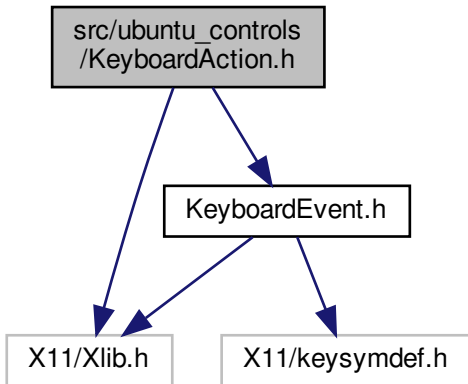 src/ubuntu_controls
/KeyboardAction.h
KeyboardEvent.h
X11/Xlib.h
X11/keysymdef.h